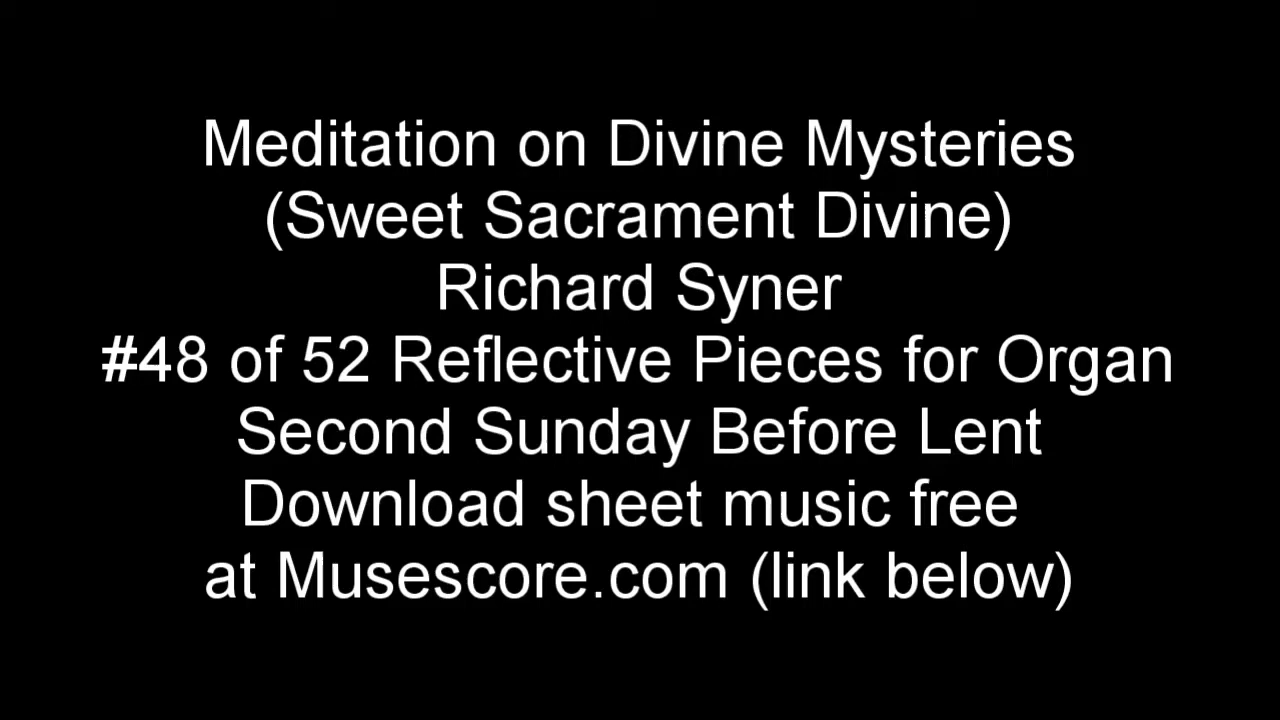 Meditation on Divine Mysteries
(Sweet Sacrament Divine)
Richard Syner
#48 of 52 Reflective Pieces for Organ
Second Sunday Before Lent
Download sheet music free
at Musescore.com (link below)